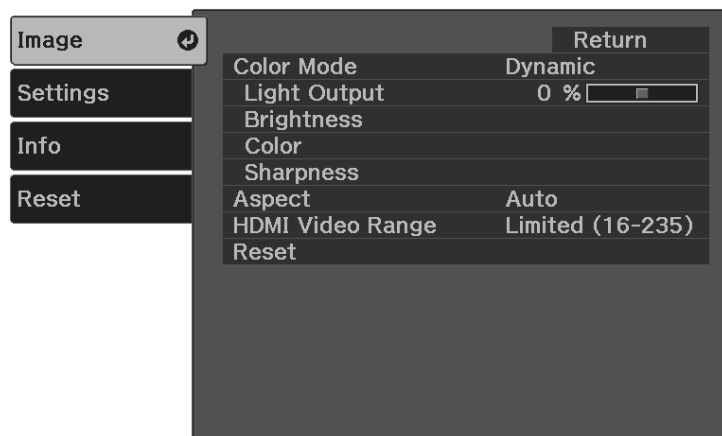 Image
Settings
Info
Reset
Return
Color Mode Dynamic
Light Output 0 %
Brightness
Color
Sharpness
Aspect Auto
HDMI Video Range Limited (16-235)
Reset